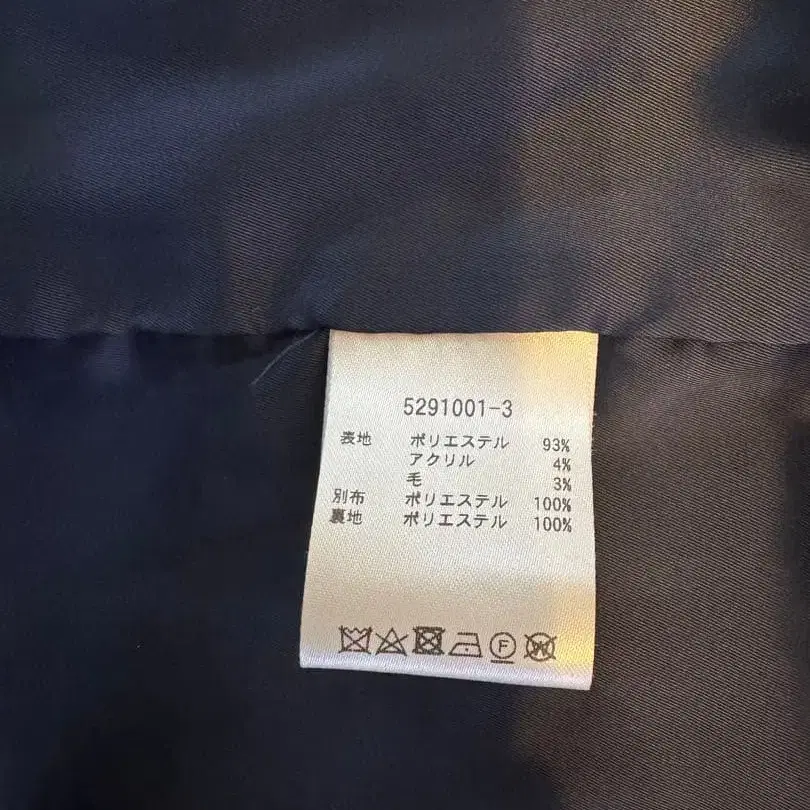 5291001-3
表地 ポリエステル 93%
アクリル 4%
毛 3%
別布 ポリエステル 100%
裏地 ポリエステル 100%
F W